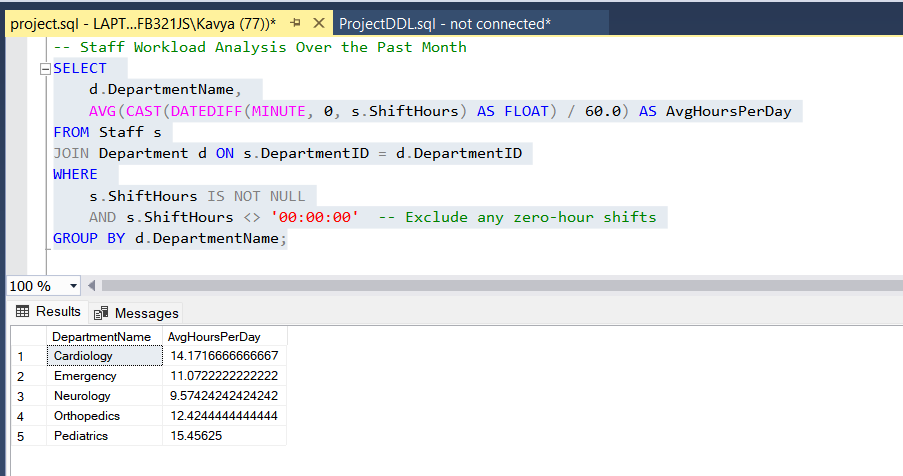 project.sql - LAPT...FB321JS\Kavya (77))*
ProjectDDL.sql - not connected*
-- Staff Workload Analysis Over the Past Month
SELECT
d.DepartmentName,
AVG(CAST(DATEDIFF(MINUTE, 0, s.ShiftHours) AS FLOAT) / 60.0) AS AvgHoursPerDay
FROM Staff s
JOIN Department d ON s.DepartmentID = d.DepartmentID
WHERE
s.ShiftHours IS NOT NULL
AND s.ShiftHours <> '00:00:00'  -- Exclude any zero-hour shifts
GROUP BY d.DepartmentName;
100 %
Results Messages
DepartmentName AvgHoursPerDay
1 Cardiology 14.1716666666667
2 Emergency 11.0722222222222
3 Neurology 9.57424242424242
4 Orthopedics 12.4244444444444
5 Pediatrics 15.45625